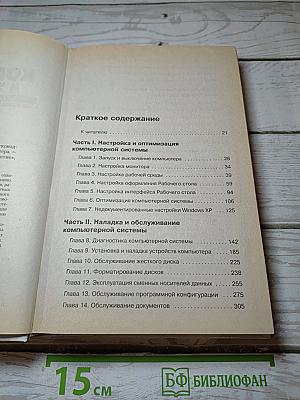 Краткое содержание
К читателю 21
Часть I. Настройка и оптимизация
компьютерной системы
Глава 1. Запуск и выключение компьютера 26
Глава 2. Настройка монитора 34
Глава 3. Настройка рабочей среды 39
Глава 4. Настройка оформления Рабочего стола 59
Глава 5. Настройка интерфейса Рабочего стола 94
Глава 6. Оптимизация компьютерной системы 106
Глава 7. Недокументированные настройки Windows XP 125
Часть II. Наладка и обслуживание
компьютерной системы
Глава 8. Диагностика компьютерной системы 142
Глава 9. Установка и наладка устройств компьютера 185
Глава 10. Обслуживание жесткого диска 225
Глава 11. Форматирование дисков 238
Глава 12. Эксплуатация сменных носителей данных 255
Глава 13. Обслуживание программной конфигурации 275
Глава 14. Обслуживание документов 305
15 см
БФ БИБЛИОФАН